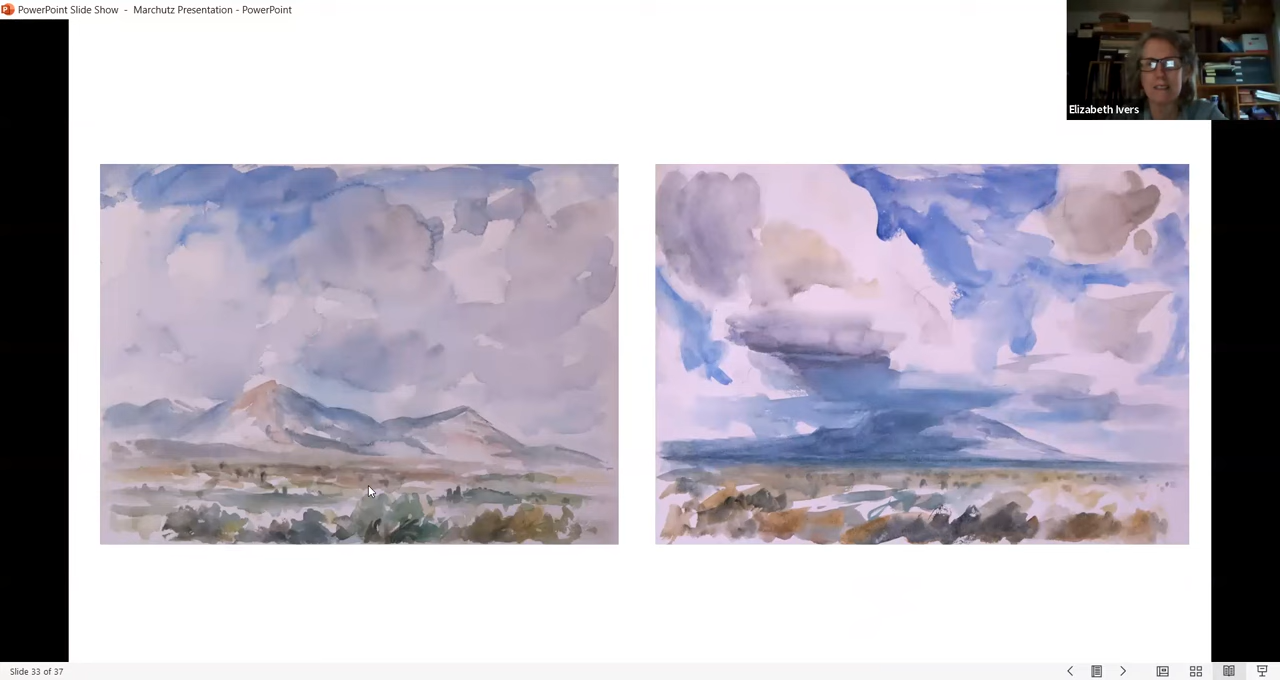 PowerPoint Slide Show - Marchutz Presentation - PowerPoint
Elizabeth Ivers
Slide 33 of 37